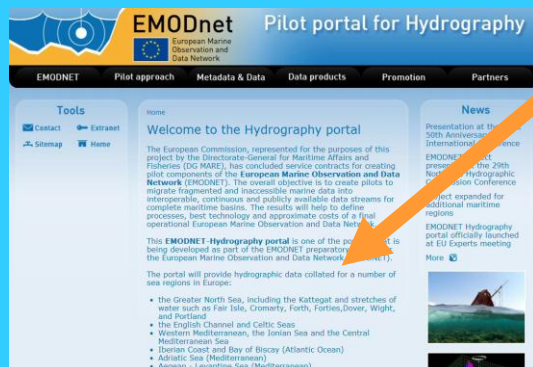 EMODnet
European Marine
Observation and
Data Network
Pilot portal for Hydrography
EMODNET Pilot approach Metadata & Data Data products Promotion Partners
Tools
Contact Extranet
Sitemap Home
Home
Welcome to the Hydrography portal
The European Commission, represented for the purposes of this
project by the Directorate-General for Maritime Affairs and
Fisheries (DG MARE), has concluded service contracts for creating
pilot components of the European Marine Observation and Data
Network (EMODNET). The overall objective is to create pilots to
migrate fragmented and inaccessible marine data into
interoperable, continuous and publicly available data streams for
complete maritime basins. The results will help to define
processes, best technology and approximate costs of a final
operational European Marine Observation and Data Network.
This EMODNET-Hydrography portal is one of the
being developed as part of the EMODNET preparatory
the European Marine Observation and Data Network
The portal will provide hydrographic data collated for a number of
sea regions in Europe:
• the Greater North Sea, including the Kattegat and stretches of
water such as Fair Isle, Cromarty, Forth, Forties,Dover, Wight,
and Portland
• the English Channel and Celtic Seas
• Western Mediterranean, the Ionian Sea and the Central
Mediterranean Sea
• Iberian Coast and Bay of Biscay (Atlantic Ocean)
• Adriatic Sea (Mediterranean)
• Aegean - Levantine Sea (Mediterranean)
News
Presentation at the
50th Anniversary
International
EMODNET
the 29th
Hydrographic
Conference
expanded for
additional maritime
regions
EMODNET Hydrography
portal officially launched
at EU Experts meeting
More